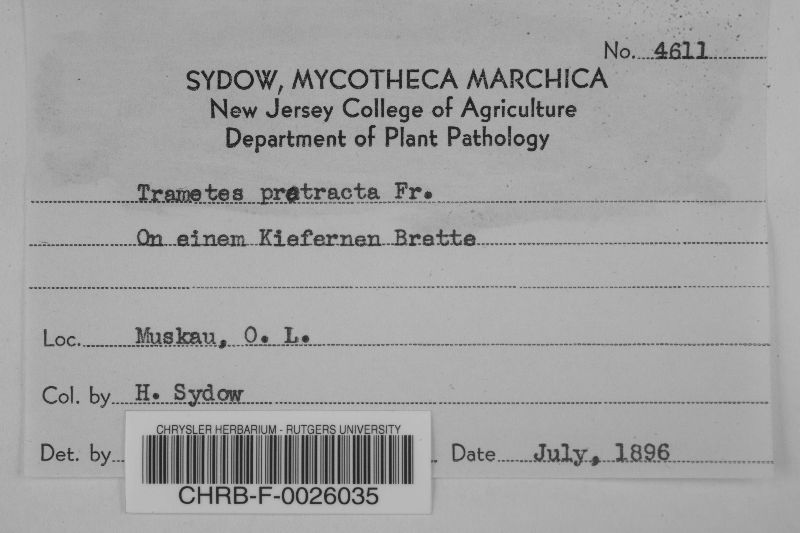 No. 4611
SYDOW, MYCOTHECA MARCHICA
New Jersey College of Agriculture
Department of Plant Pathology
Trametes protracta Fr.
On einem Kiefernen Brette
Loc. Muskau, O. L.
Col. by H. Sydow
CHRYSLER HERBARIUM - RUTGERS UNIVERSITY
Det. by
Date July, 1896
CHRB-F-0026035